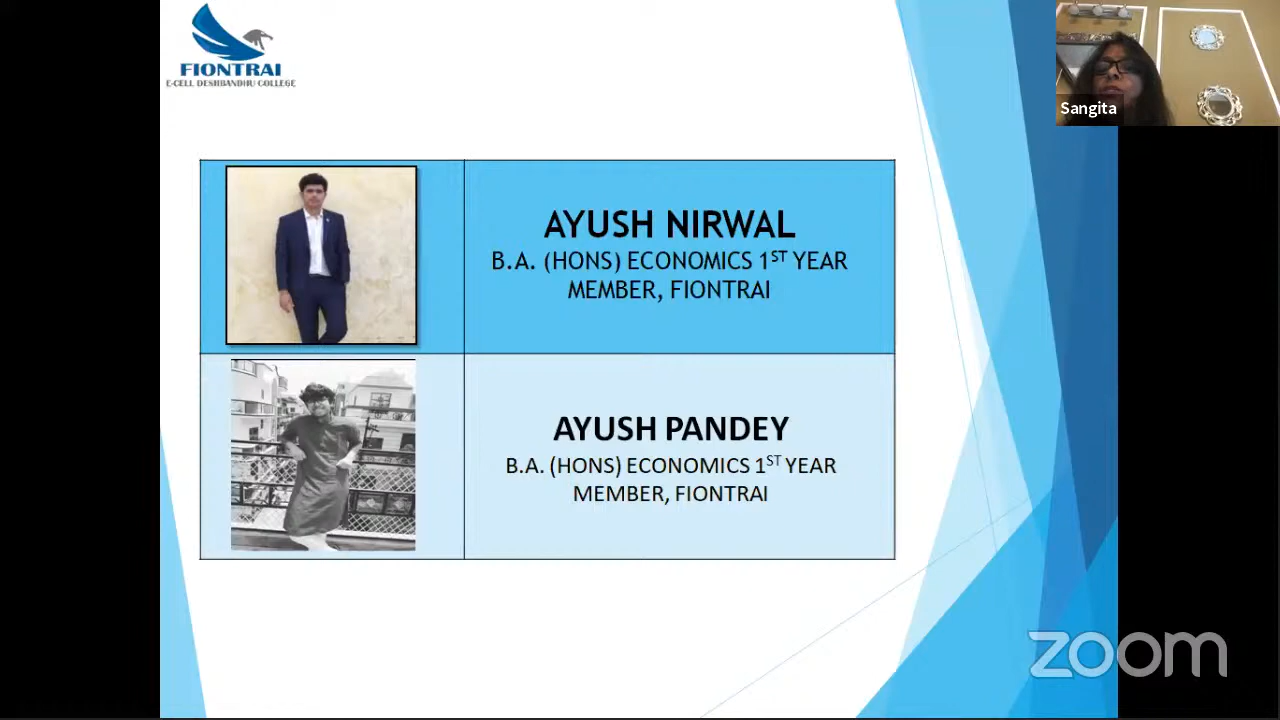 FIONTRAI
E-CELL DESHBANDHU COLLEGE
Sangita
AYUSH NIRWAL
B.A. (HONS) ECONOMICS 1ST YEAR
MEMBER, FIONTRAI
AYUSH PANDEY
B.A. (HONS) ECONOMICS 1ST YEAR
MEMBER, FIONTRAI
zoom